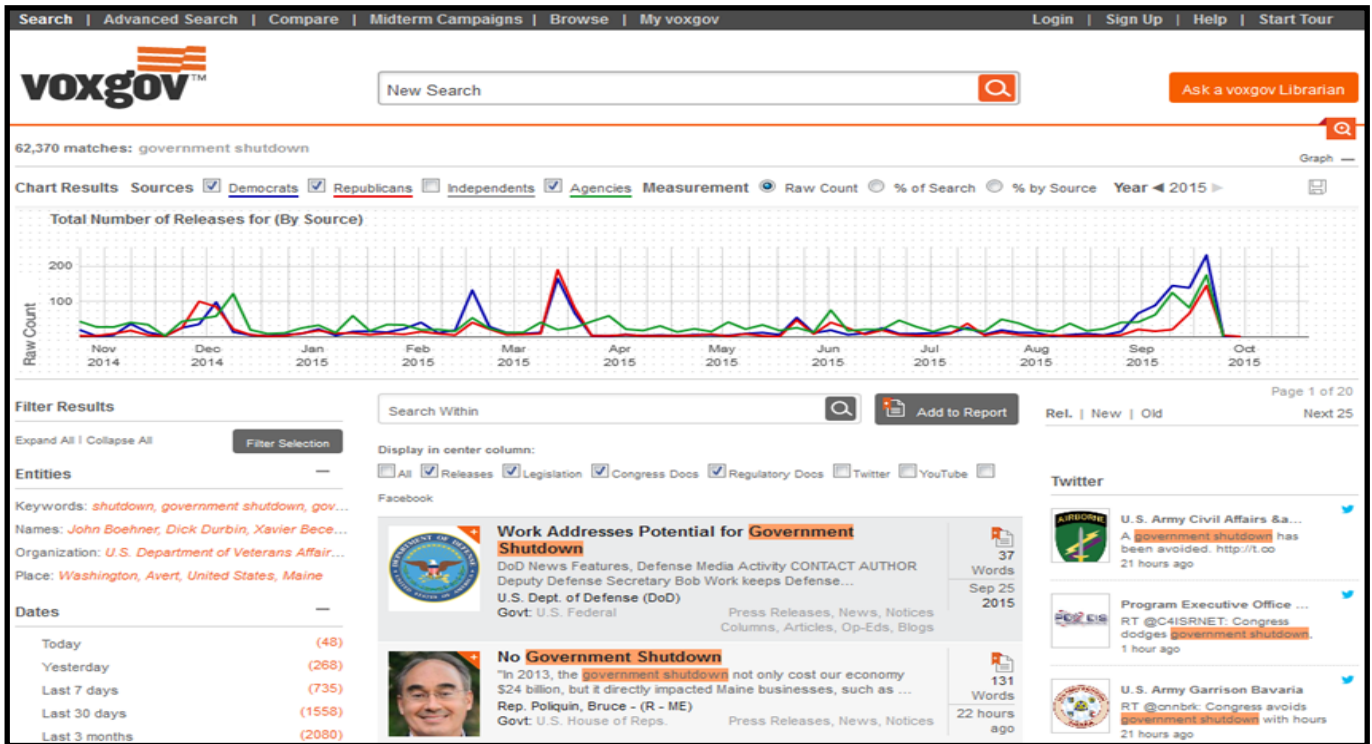 Search | Advanced Search | Compare | Midterm Campaigns | Browse | My voxgov
Login | Sign Up | Help | Start Tour
voxgov™
New Search
Ask a voxgov Librarian
62,370 matches: government shutdown
Graph —
Chart Results Sources Democrats Republicans Independents Agencies Measurement Raw Count % of Search % by Source Year ◄ 2015 ►
Total Number of Releases for (By Source)
200
100
Raw Count
Nov 2014
Dec 2014
Jan 2015
Feb 2015
Mar 2015
Apr 2015
May 2015
Jun 2015
Jul 2015
Aug 2015
Sep 2015
Oct 2015
Filter Results
Expand All | Collapse All
Filter Selection
Entities —
Keywords: shutdown, government shutdown, gov...
Names: John Boehner, Dick Durbin, Xavier Bece...
Organization: U.S. Department of Veterans Affair...
Place: Washington, Avert, United States, Maine
Dates —
Today (48)
Yesterday (268)
Last 7 days (735)
Last 30 days (1558)
Last 3 months (2080)
Search Within
Add to Report
Display in center column:
All Releases Legislation Congress Docs Regulatory Docs Twitter YouTube
Facebook
Work Addresses Potential for Government
Shutdown
DoD News Features, Defense Media Activity CONTACT AUTHOR
Deputy Defense Secretary Bob Work keeps Defense...
U.S. Dept. of Defense (DoD)
Govt: U.S. Federal
Press Releases, News, Notices
Columns, Articles, Op-Eds, Blogs
37
Words
Sep 25
2015
No Government Shutdown
"In 2013, the government shutdown not only cost our economy
$24 billion, but it directly impacted Maine businesses, such as ...
Rep. Poliquin, Bruce - (R - ME)
Govt: U.S. House of Reps.
Press Releases, News, Notices
131
Words
22 hours
ago
Page 1 of 20
Rel. | New | Old
Next 25
Twitter
AIRBORNE
U.S. Army Civil Affairs &a...
A government shutdown has
been avoided. http://t.co
21 hours ago
Program Executive Office ...
RT @C4ISRNET: Congress
dodges government shutdown,
1 hour ago
U.S. Army Garrison Bavaria
RT @cnnbrk: Congress avoids
government shutdown with hours
21 hours ago